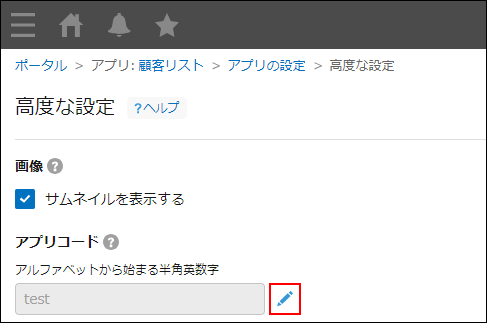 ポータル > アプリ: 顧客リスト > アプリの設定 > 高度な設定
高度な設定 ?ヘルプ
画像 ?
サムネイルを表示する
アプリコード ?
アルファベットから始まる半角英数字
test